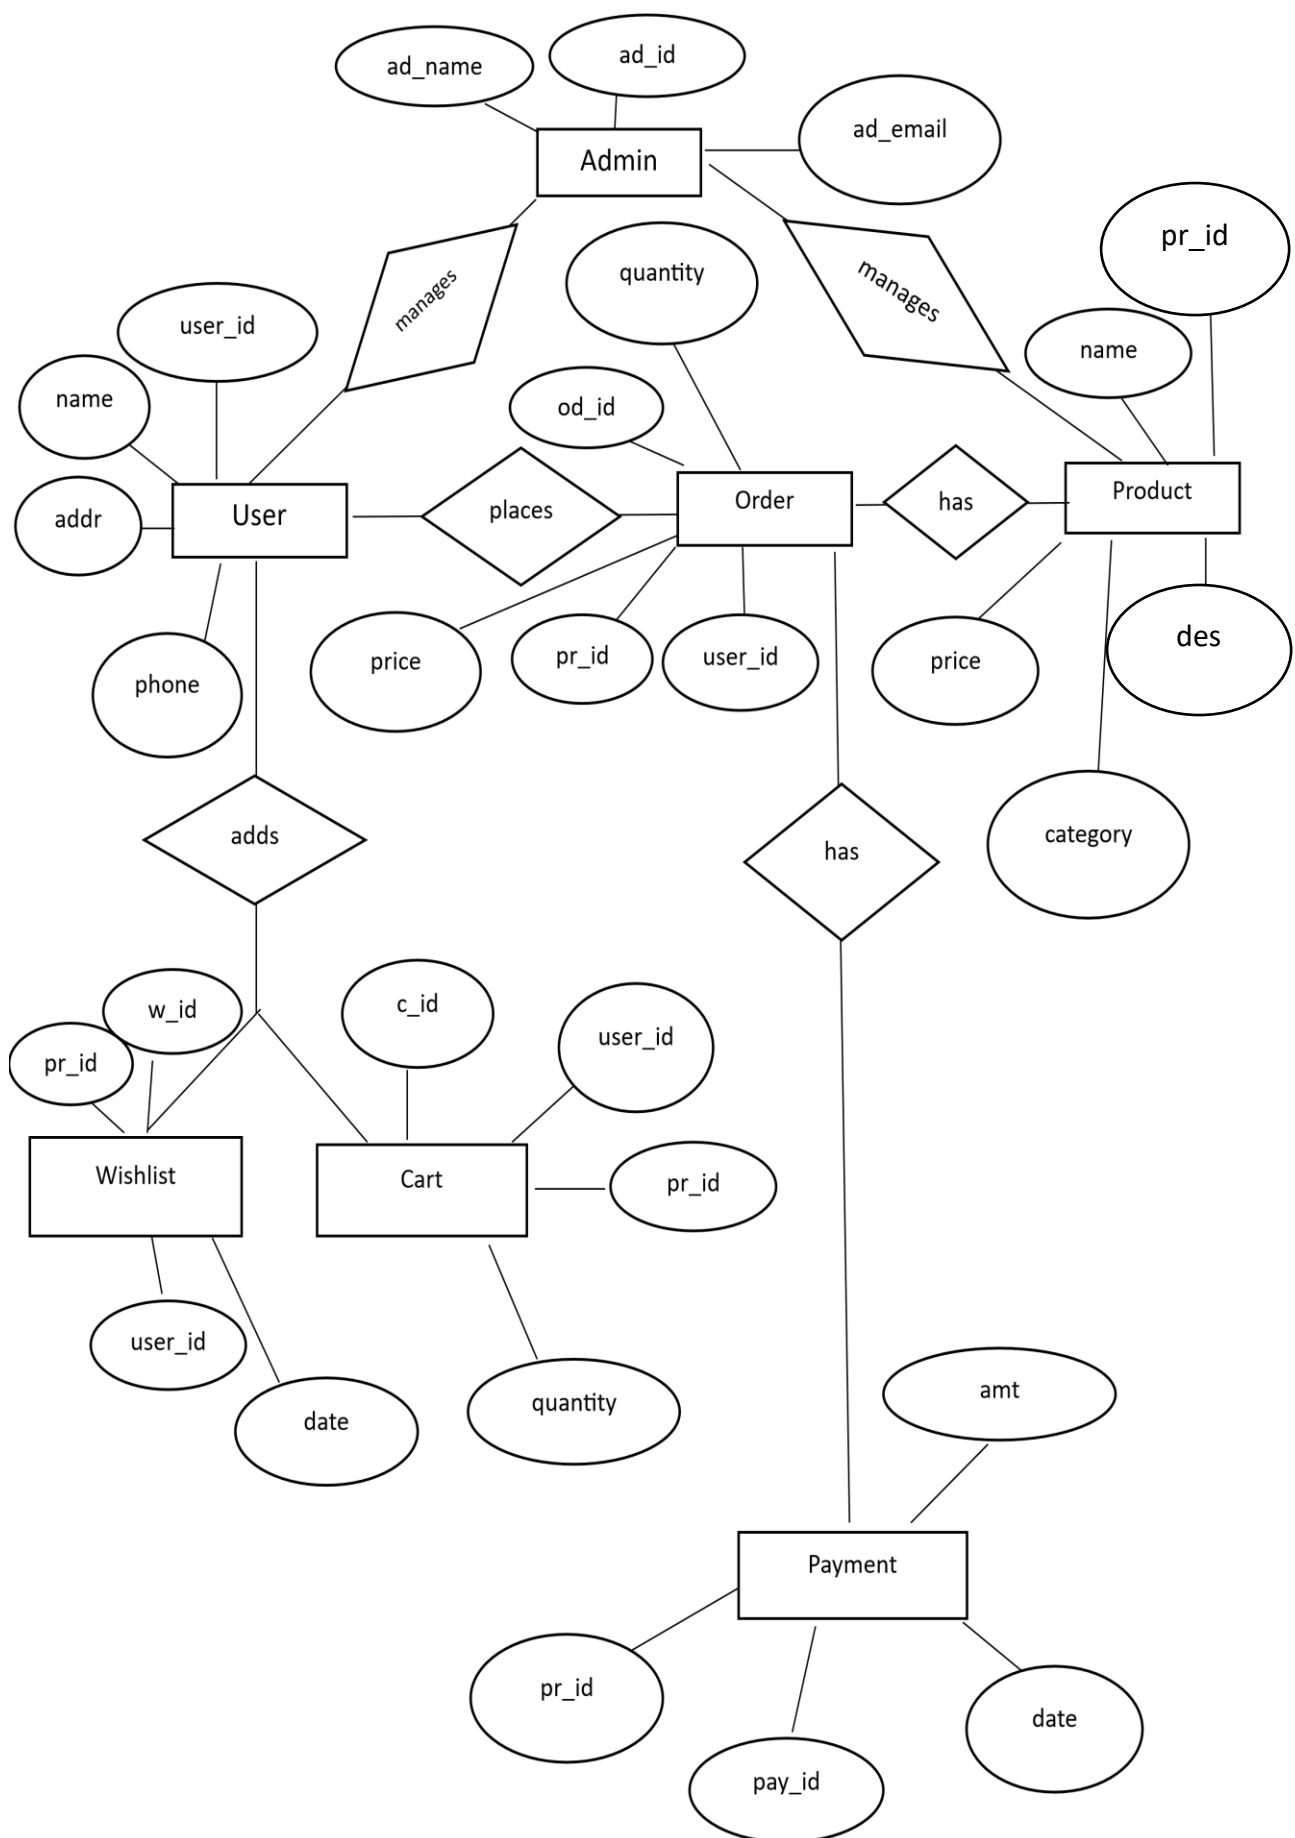 ad_name
ad_id
ad_email
Admin
manages
manages
quantity
pr_id
user_id
name
name
od_id
addr
User
places
Order
has
Product
phone
price
pr_id
user_id
price
des
adds
has
category
w_id
pr_id
c_id
user_id
Wishlist
Cart
pr_id
user_id
date
quantity
amt
Payment
pr_id
date
pay_id